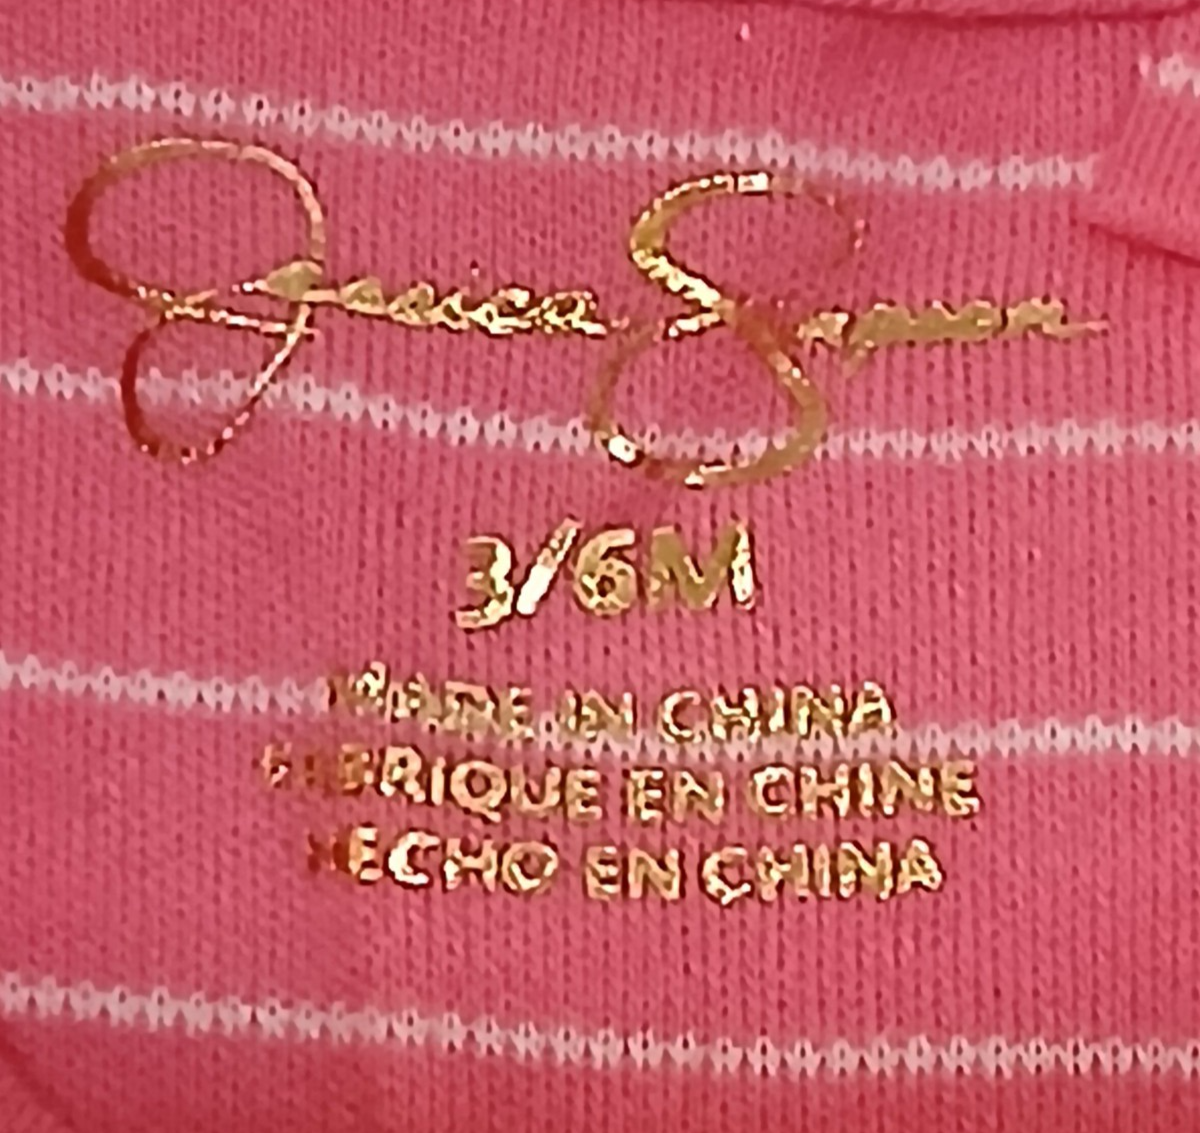 Jessica Simpson
3/6M
MADE IN CHINA
FABRIQUE EN CHINE
HECHO EN CHINA